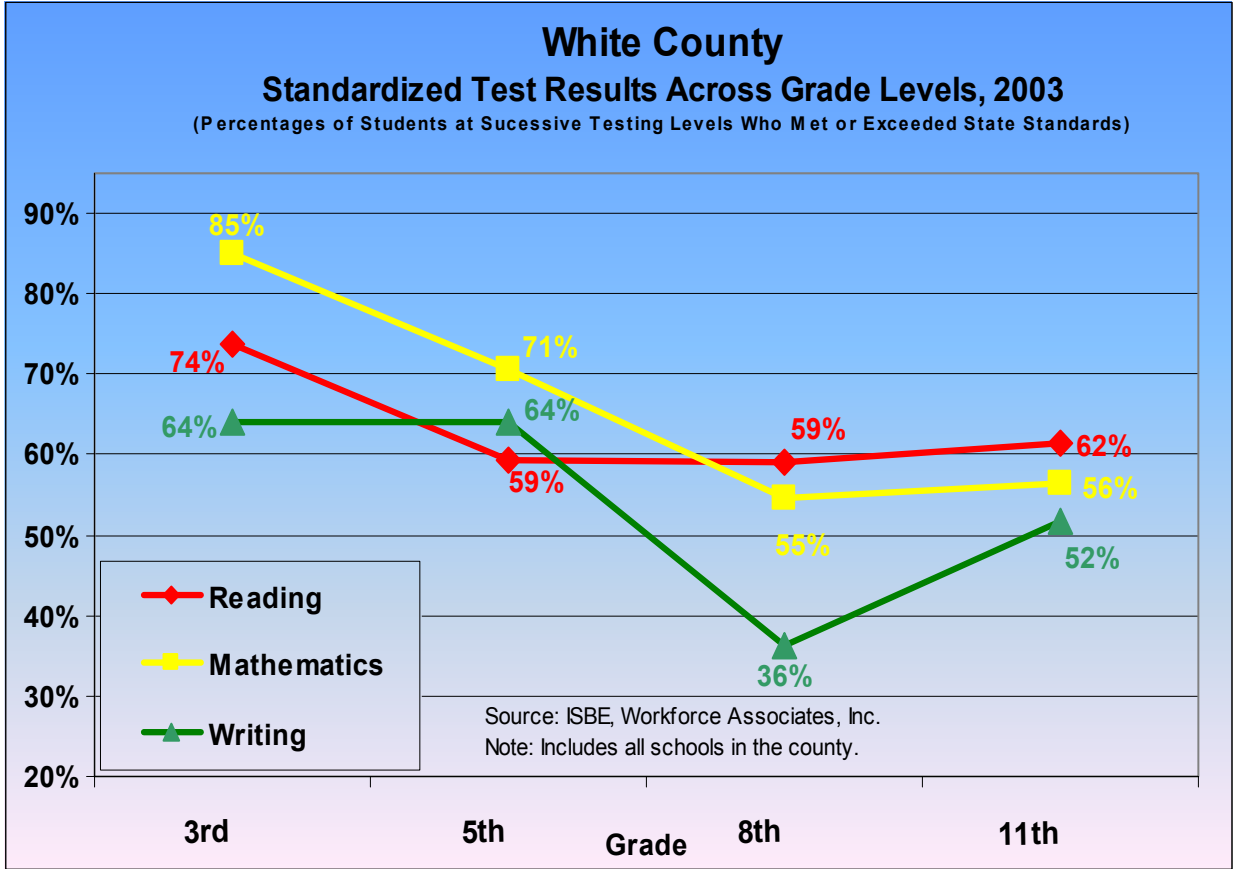 White County
Standardized Test Results Across Grade Levels, 2003
(Percentages of Students at Sucessive Testing Levels Who Met or Exceeded State Standards)
90%
85%
80%
74%
71%
70%
64%
64%
60%
59%
59%
62%
56%
55%
50%
52%
40%
36%
30%
20%
Reading
Mathematics
Writing
Source: ISBE, Workforce Associates, Inc.
Note: Includes all schools in the county.
3rd
5th
8th
11th
Grade